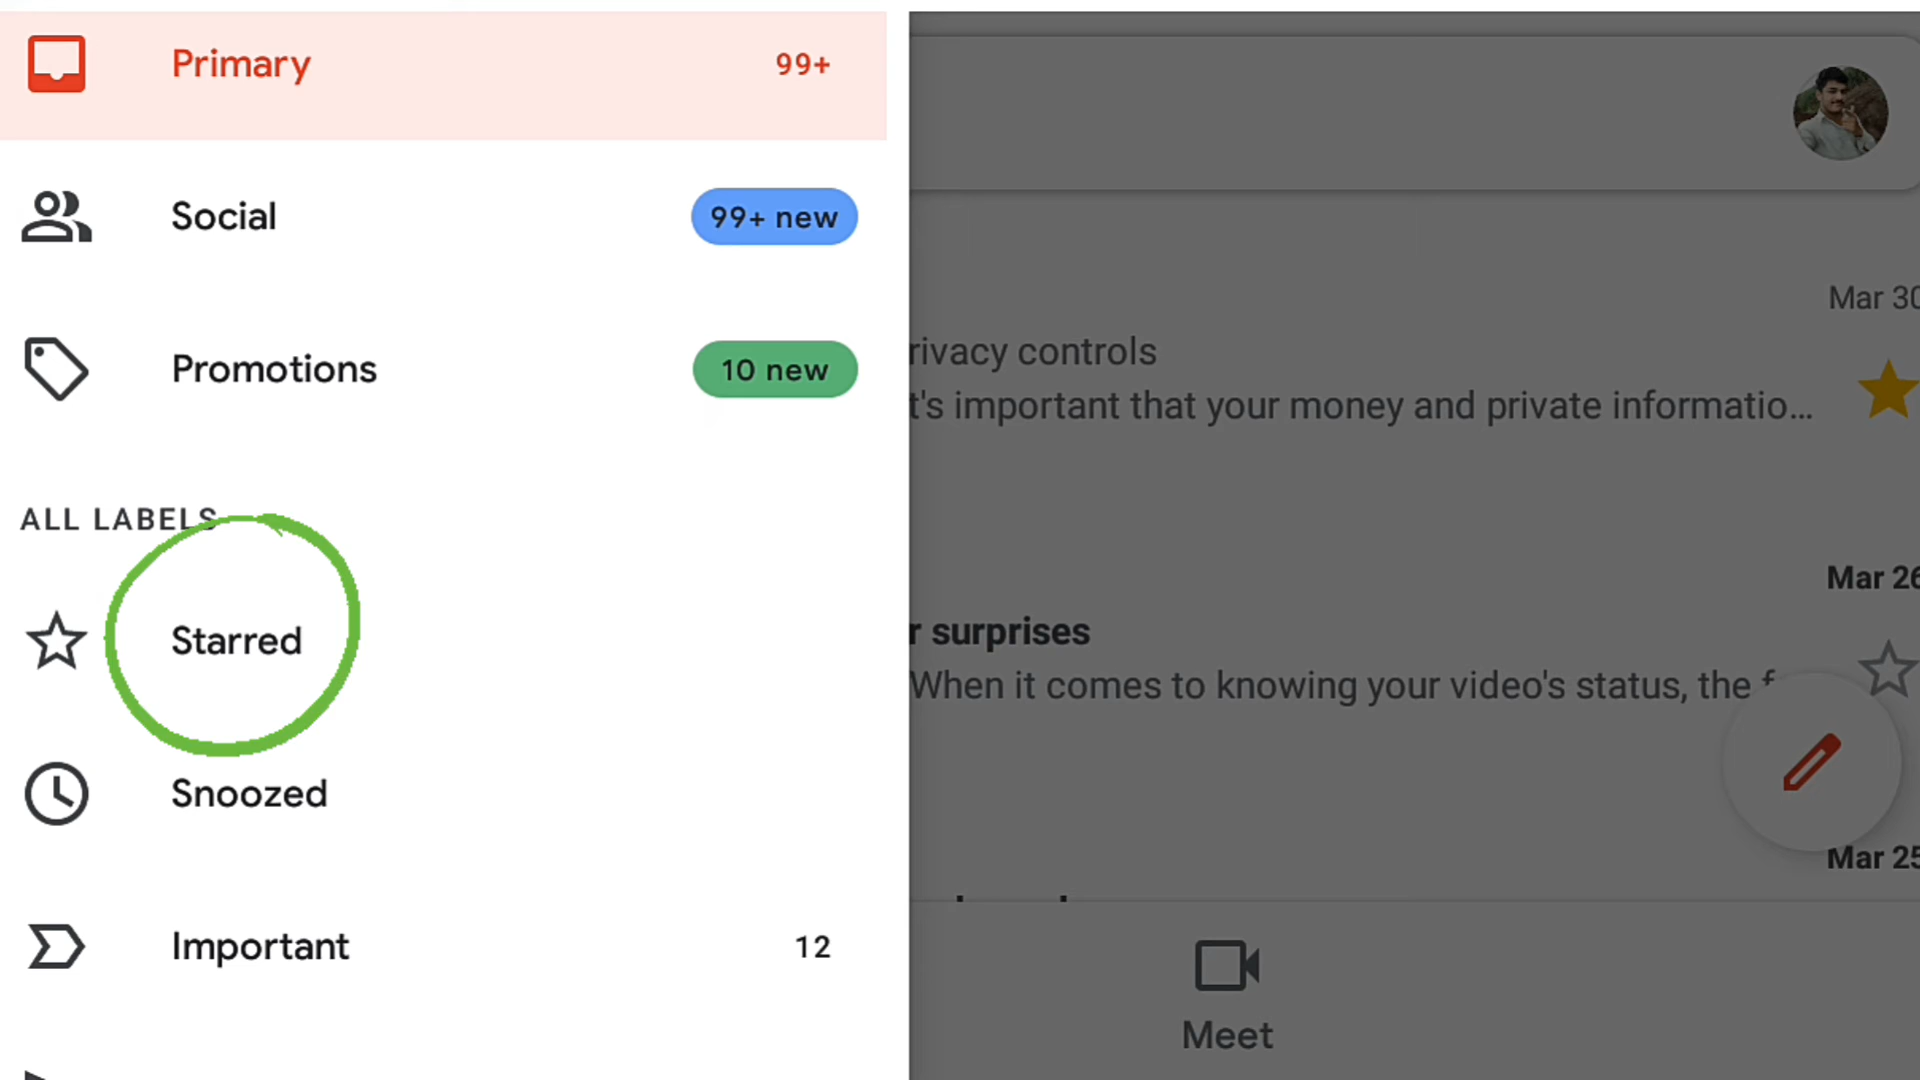 Primary 99+
Social 99+ new
Promotions 10 new
ALL LABELS
Starred
Snoozed
Important 12
Mar 30
rivacy controls
t's important that your money and private informatio...
Mar 26
r surprises
When it comes to knowing your video's status, the f
Mar 25
Meet